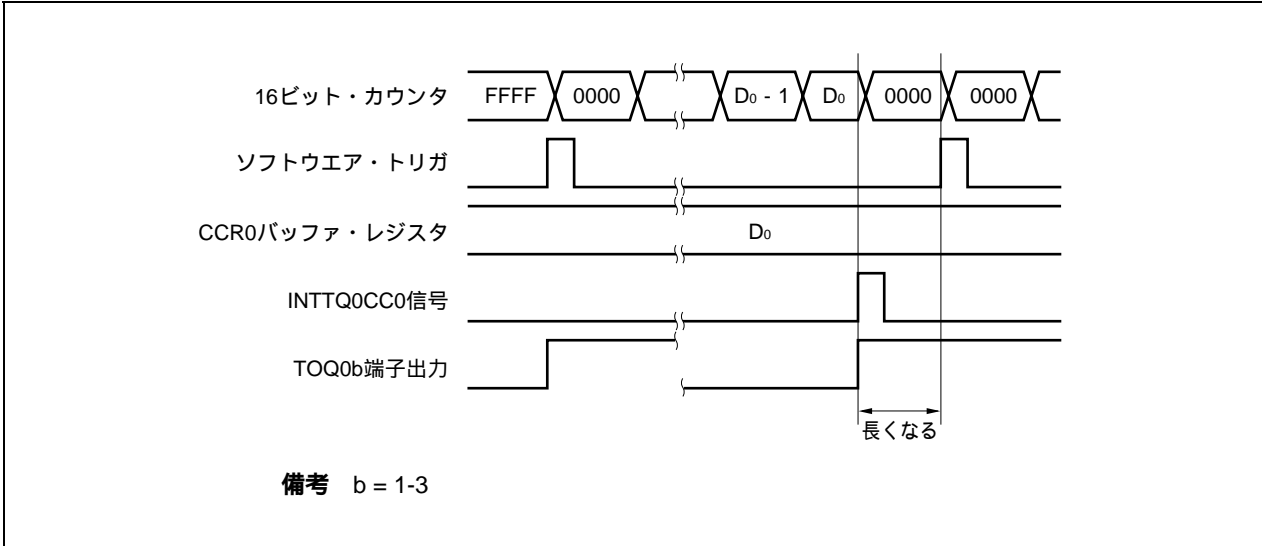 16ビット・カウンタ FFFF 0000 D0 - 1 D0 0000 0000
ソフトウエア・トリガ
CCR0バッファ・レジスタ D0
INTTQ0CC0信号
TOQ0b端子出力
長くなる
備考 b = 1-3